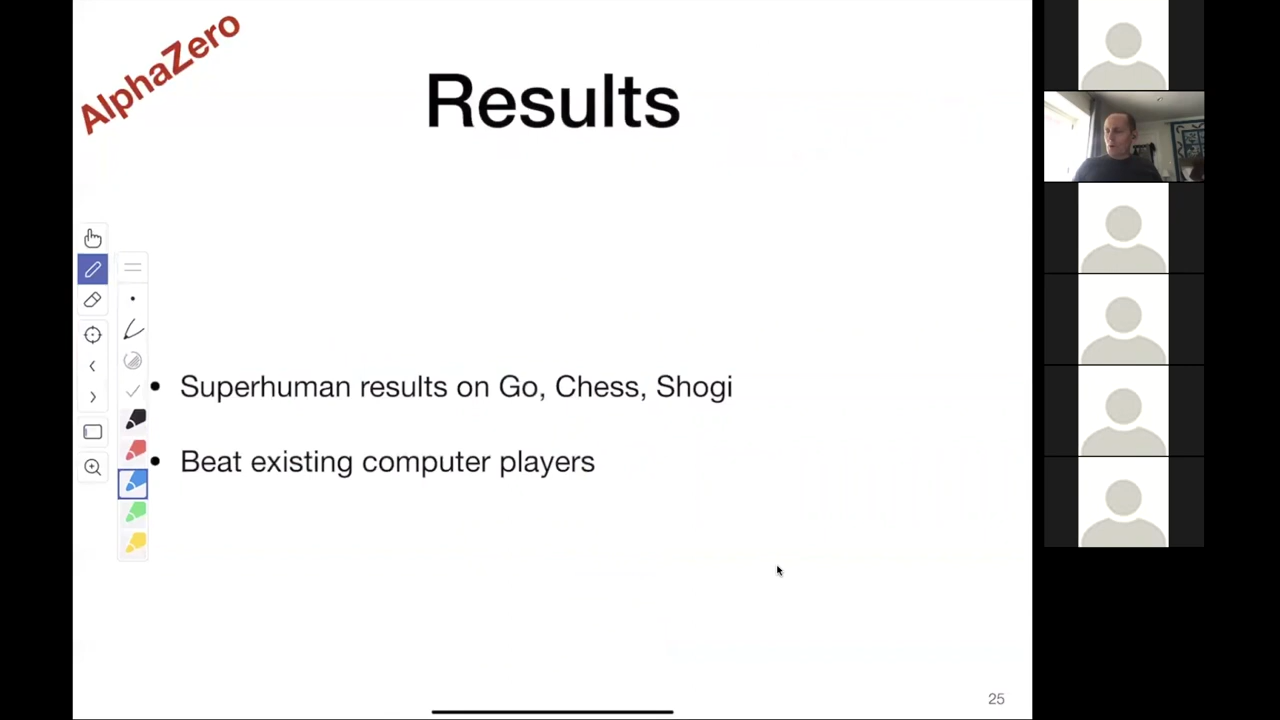 AlphaZero
Results
• Superhuman results on Go, Chess, Shogi
• Beat existing computer players
25